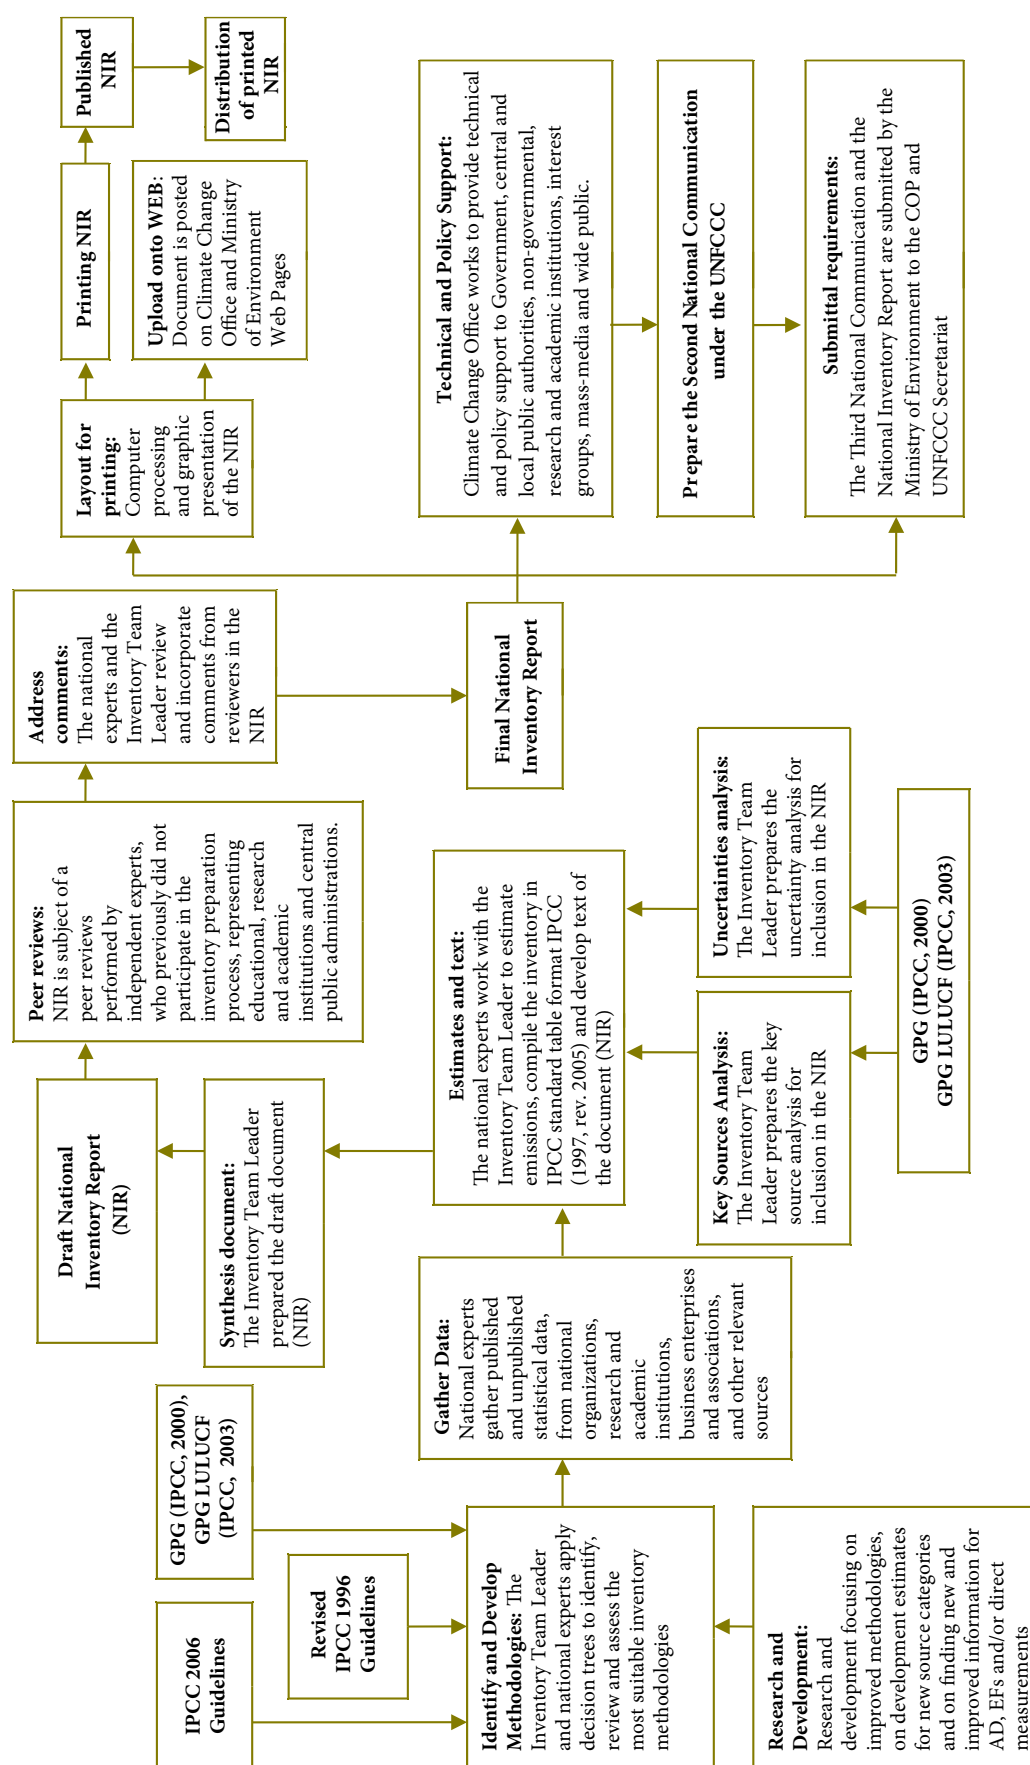 IPCC 2006
Guidelines
Revised
IPCC 1996
Guidelines
GPG (IPCC, 2000),
GPG LULUCF
(IPCC, 2003)
Identify and Develop
Methodologies: The
Inventory Team Leader
and national experts apply
decision trees to identify,
review and assess the
most suitable inventory
methodologies
Research and
Development:
Research and
development focusing on
improved methodologies,
on development estimates
for new source categories
and on finding new and
improved information for
AD, EFs and/or direct
measurements
Gather Data:
National experts
gather published
and unpublished
statistical data,
from national
organizations,
research and
academic
institutions,
business enterprises
and associations,
and other relevant
sources
Draft National
Inventory Report
(NIR)
Synthesis document:
The Inventory Team Leader
prepared the draft document
(NIR)
Estimates and text:
The national experts work with the
Inventory Team Leader to estimate
emissions, compile the inventory in
IPCC standard table format IPCC
(1997, rev. 2005) and develop text of
the document (NIR)
Key Sources Analysis:
The Inventory Team
Leader prepares the key
source analysis for
inclusion in the NIR
Uncertainties analysis:
The Inventory Team
Leader prepares the
uncertainty analysis for
inclusion in the NIR
GPG (IPCC, 2000)
GPG LULUCF (IPCC, 2003)
Peer reviews:
NIR is subject of a
peer reviews
performed by
independent experts,
who previously did not
participate in the
inventory preparation
process, representing
educational, research
and academic
institutions and central
public administrations.
Address
comments:
The national
experts and the
Inventory Team
Leader review
and incorporate
comments from
reviewers in the
NIR
Final National
Inventory Report
Layout for
printing:
Computer
processing
and graphic
presentation
of the NIR
Printing NIR
Published
NIR
Distribution
of printed
NIR
Upload onto WEB:
Document is posted
on Climate Change
Office and Ministry
of Environment
Web Pages
Technical and Policy Support:
Climate Change Office works to provide technical
and policy support to Government, central and
local public authorities, non-governmental,
research and academic institutions, interest
groups, mass-media and wide public.
Prepare the Second National Communication
under the UNFCCC
Submittal requirements:
The Third National Communication and the
National Inventory Report are submitted by the
Ministry of Environment to the COP and
UNFCCC Secretariat